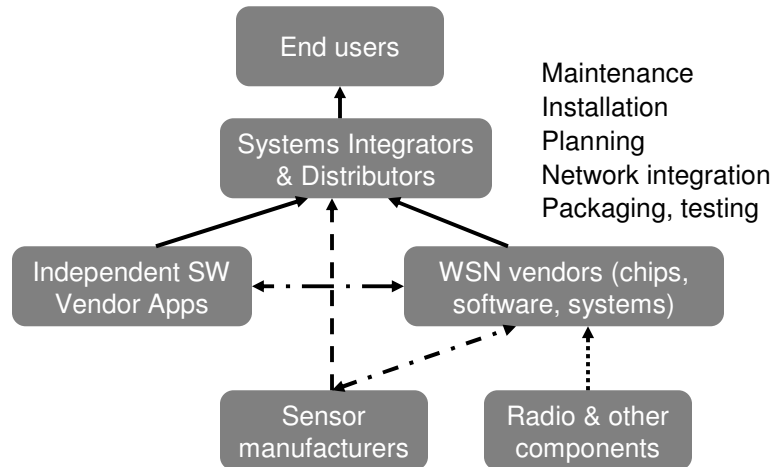 End users
Maintenance
Installation
Planning
Network integration
Packaging, testing
Systems Integrators
& Distributors
Independent SW
Vendor Apps
WSN vendors (chips,
software, systems)
Sensor
manufacturers
Radio & other
components